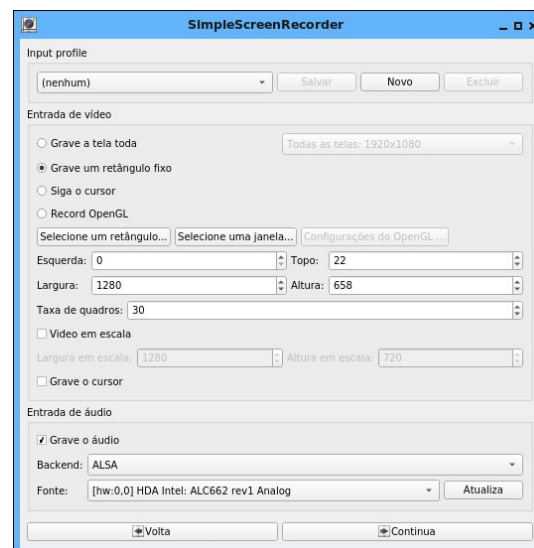 SimpleScreenRecorder
Input profile
(nenhum) Salvar Novo Excluir
Entrada de vídeo
Grave a tela toda Todas as telas: 1920x1080
Grave um retângulo fixo
Siga o cursor
Record OpenGL
Selecione um retângulo... Selecione uma janela... Configurações do OpenGL ...
Esquerda: 0 Topo: 22
Largura: 1280 Altura: 658
Taxa de quadros: 30
Video em escala
Largura em escala: 1280 Altura em escala: 720
Grave o cursor
Entrada de áudio
Grave o áudio
Backend: ALSA
Fonte: [hw:0,0] HDA Intel: ALC662 rev1 Analog Atualiza
Volta Continua